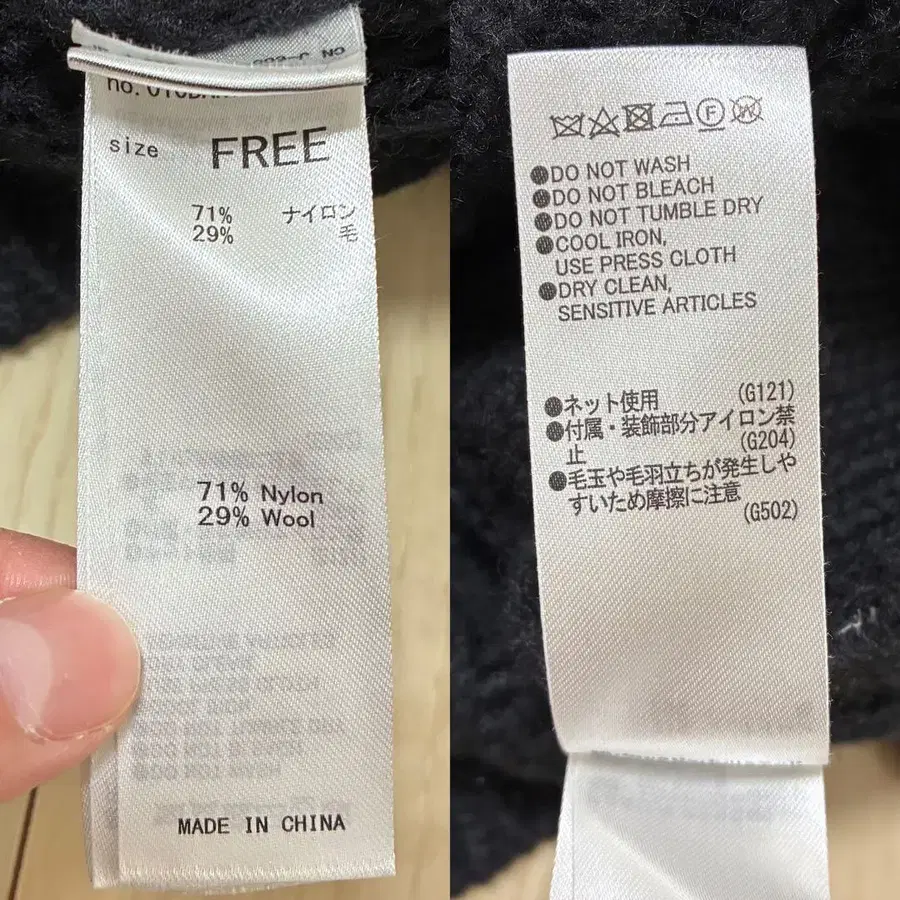 size FREE
71% ナイロン
29% 毛
71% Nylon
29% Wool
MADE IN CHINA
●DO NOT WASH
●DO NOT BLEACH
●DO NOT TUMBLE DRY
●COOL IRON,
USE PRESS CLOTH
●DRY CLEAN,
SENSITIVE ARTICLES
●ネット使用 (G121)
●付属・装飾部分アイロン禁
止 (G204)
●毛玉や毛羽立ちが発生しや
すいため摩擦に注意
(G502)